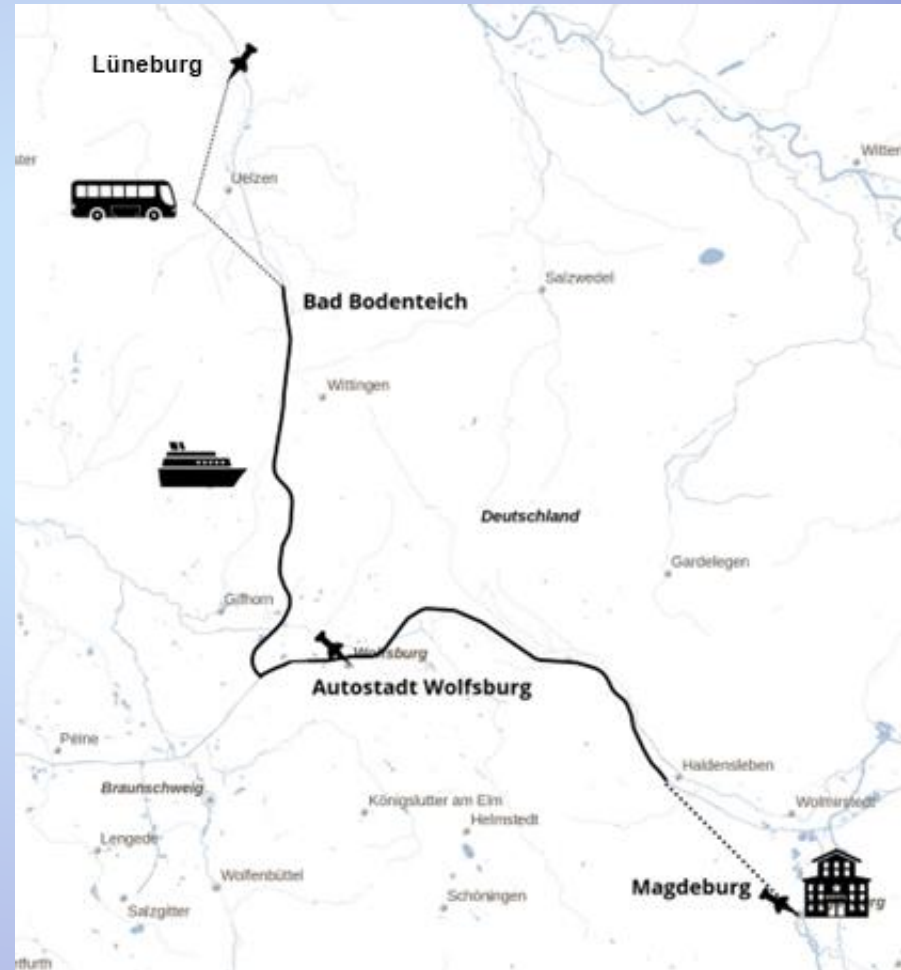 Lüneburg
Uelzen
Salzwedel
Bad Bodenteich
Wittingen
Deutschland
Gardelegen
Gifhorn
Wolfsburg
Autostadt Wolfsburg
Peine
Haldensleben
Braunschweig
Königslutter am Elm
Wolmirstedt
Helmstedt
Lengede
Wolfenbüttel
Magdeburg
Schöningen
Salzgitter